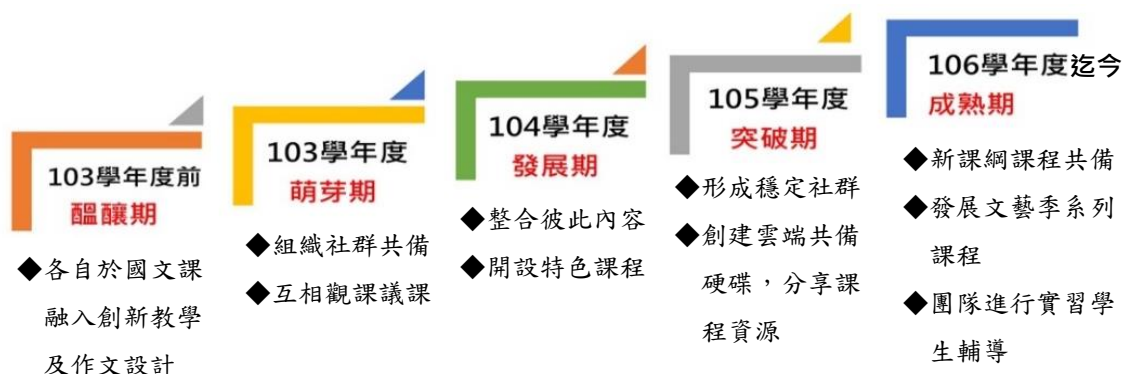 103學年度前
醞釀期
◆各自於國文課
融入創新教學
及作文設計
103學年度
萌芽期
◆組織社群共備
◆互相觀課議課
104學年度
發展期
◆整合彼此內容
◆開設特色課程
105學年度
突破期
◆形成穩定社群
◆創建雲端共備
硬碟，分享課
程資源
106學年度迄今
成熟期
◆新課綱課程共備
◆發展文藝季系列
課程
◆團隊進行實習學
生輔導